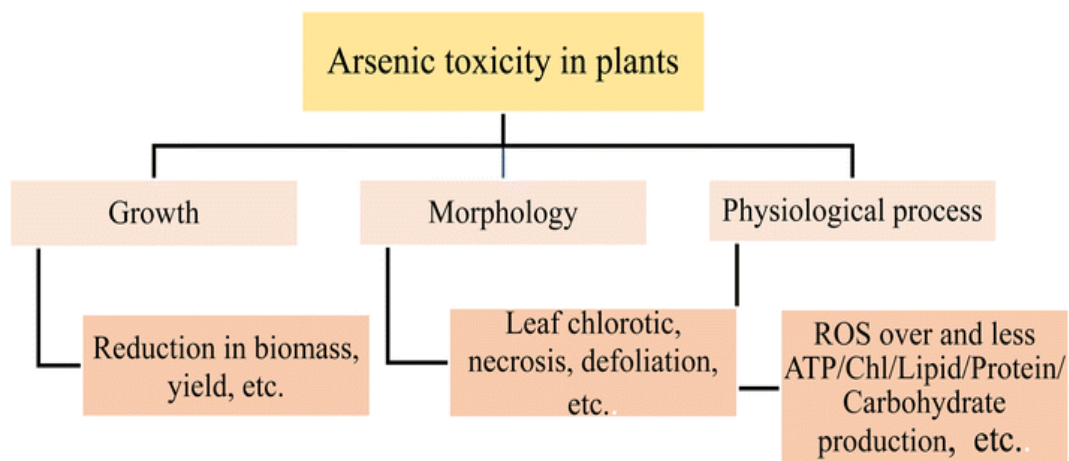 Arsenic toxicity in plants
Growth
Morphology
Physiological process
Reduction in biomass,
yield, etc.
Leaf chlorotic,
necrosis, defoliation,
etc..
ROS over and less
ATP/Chl/Lipid/Protein/
Carbohydrate
production, etc..